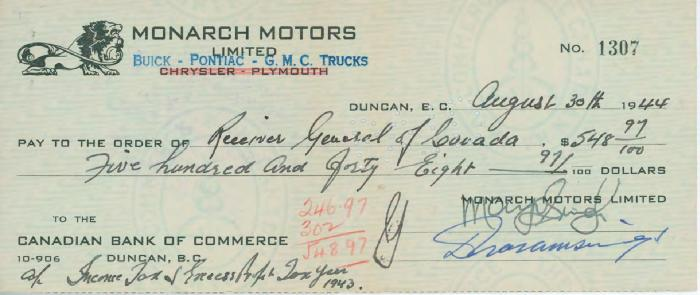 MONARCH MOTORS
LIMITED
BUICK - PONTIAC - G.M.C. TRUCKS
CHRYSLER - PLYMOUTH
No. 1307
DUNCAN, B.C. August 30th 1944
PAY TO THE ORDER OF Receiver General of Canada . $548 97/100
Five hundred and forty Eight 97/100 DOLLARS
MONARCH MOTORS LIMITED
246.97
302
548.97
TO THE
CANADIAN BANK OF COMMERCE
10-906 DUNCAN, B.C.
a/c Income Tax & Excess Profit Tax Year
1943.